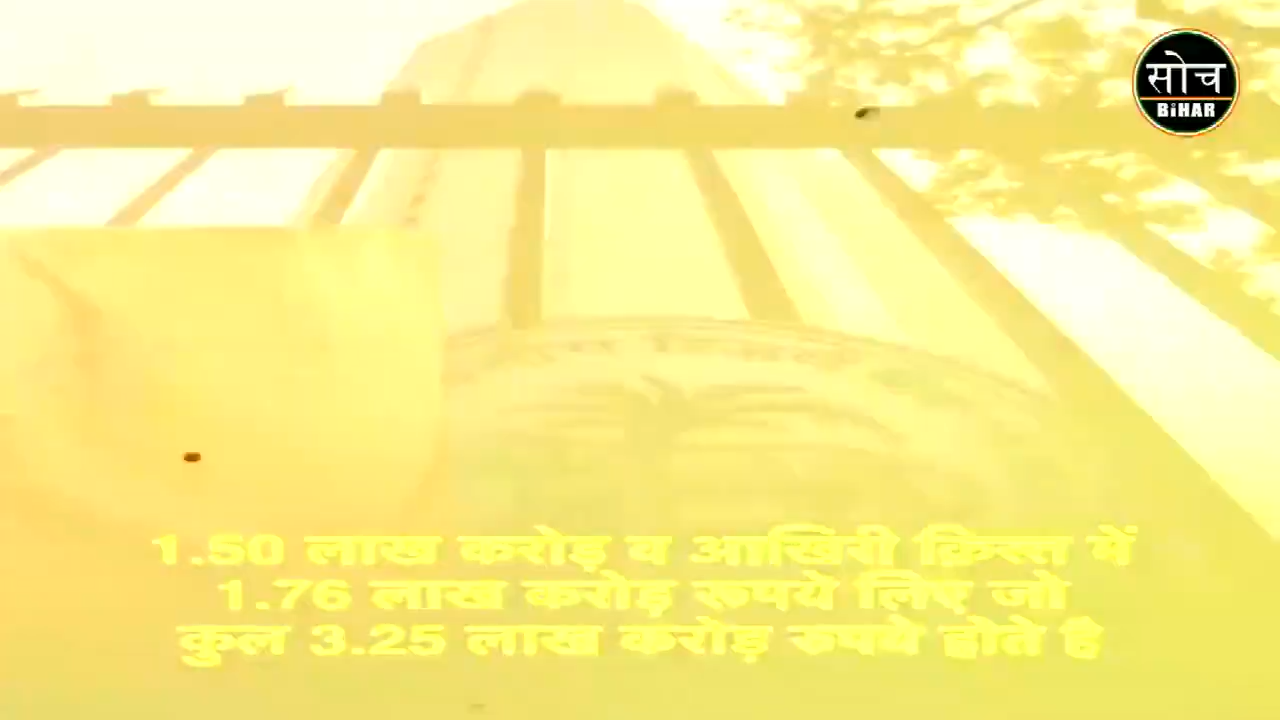 सोच
BiHAR
1.50 लाख करोड़ व आखिरी क़िस्त में
1.76 लाख करोड़ रूपये लिए जो
कुल 3.25 लाख करोड़ रुपये होते है